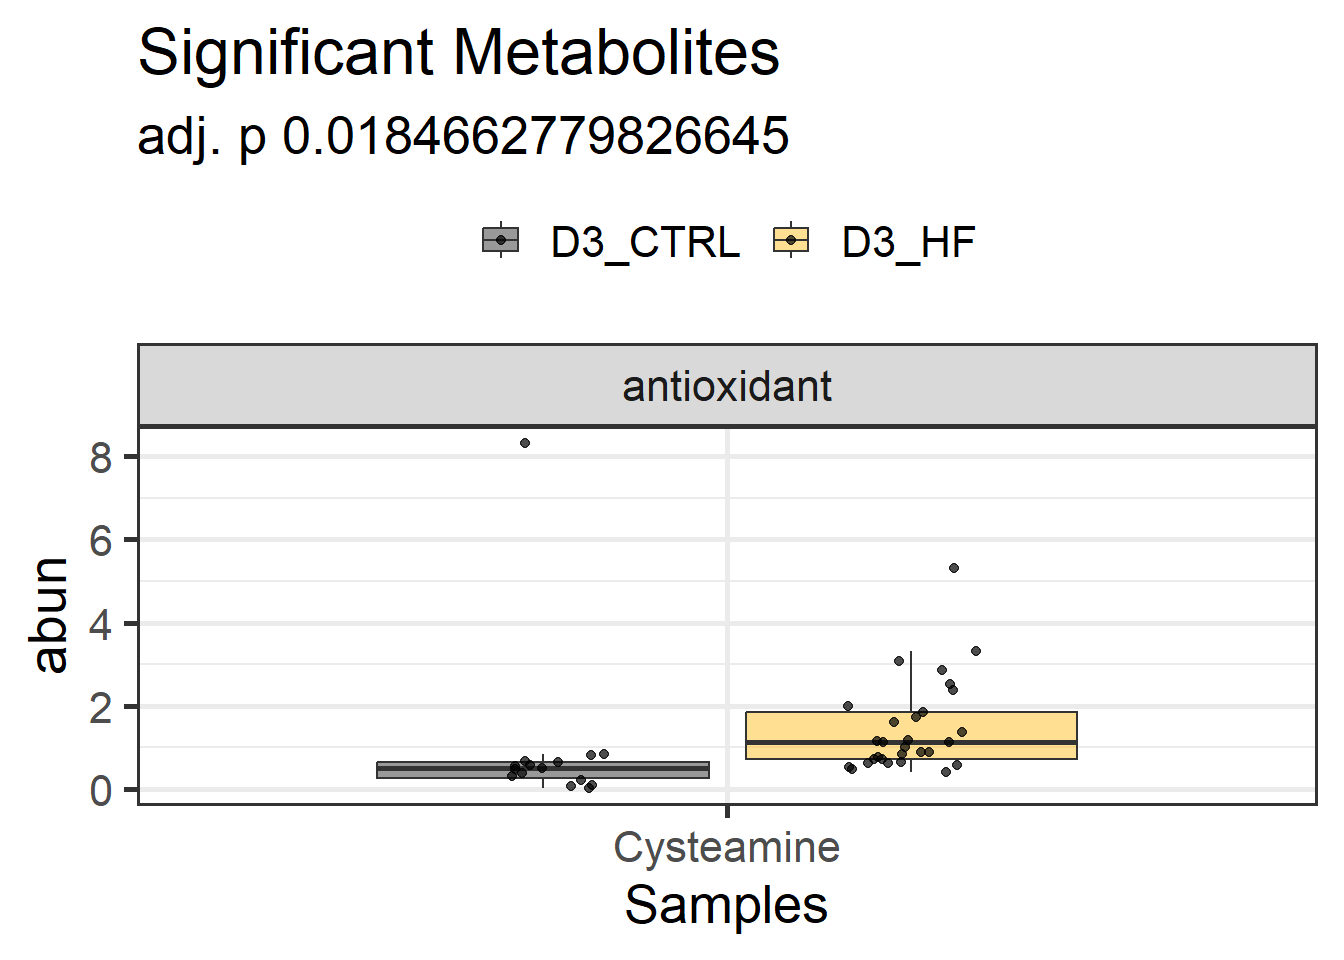 Significant Metabolites
adj. p 0.0184662779826645
D3_CTRL D3_HF
antioxidant
8
6
4
2
0
abun
Cysteamine
Samples